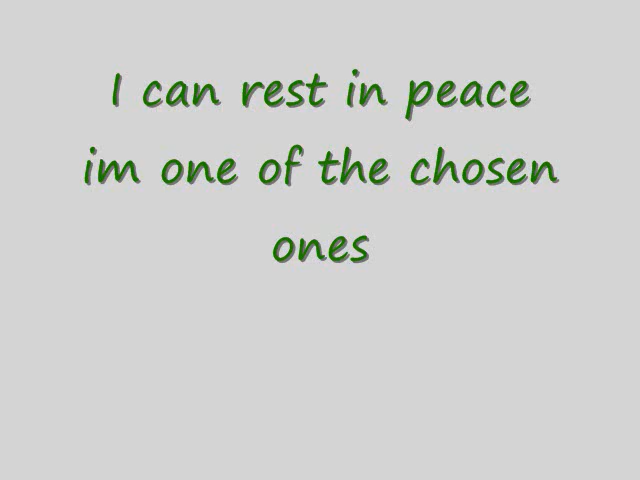 I can rest in peace
im one of the chosen
ones